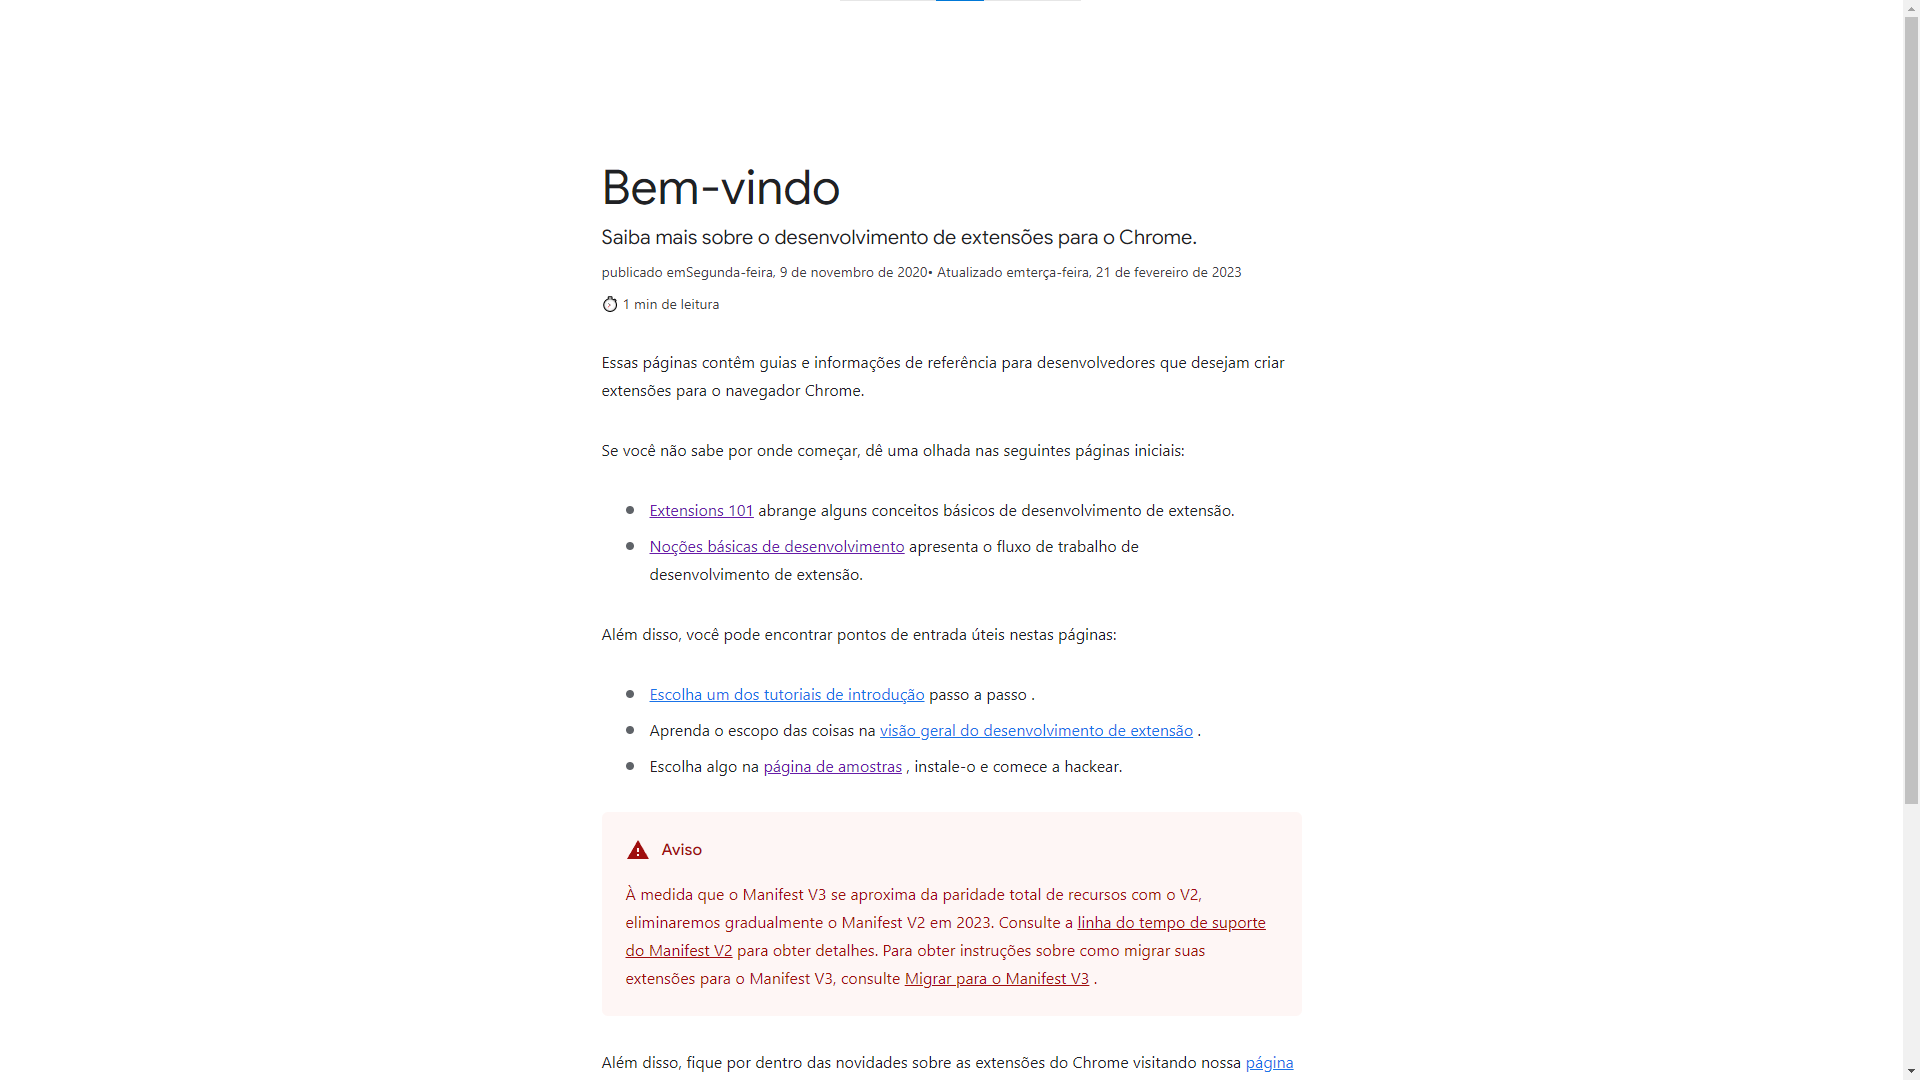 Bem-vindo
Saiba mais sobre o desenvolvimento de extensões para o Chrome.
publicado emSegunda-feira, 9 de novembro de 2020• Atualizado emterça-feira, 21 de fevereiro de 2023
1 min de leitura
Essas páginas contêm guias e informações de referência para desenvolvedores que desejam criar
extensões para o navegador Chrome.
Se você não sabe por onde começar, dê uma olhada nas seguintes páginas iniciais:
Extensions 101 abrange alguns conceitos básicos de desenvolvimento de extensão.
Noções básicas de desenvolvimento apresenta o fluxo de trabalho de
desenvolvimento de extensão.
Além disso, você pode encontrar pontos de entrada úteis nestas páginas:
Escolha um dos tutoriais de introdução passo a passo .
Aprenda o escopo das coisas na visão geral do desenvolvimento de extensão .
Escolha algo na página de amostras , instale-o e comece a hackear.
Aviso
À medida que o Manifest V3 se aproxima da paridade total de recursos com o V2,
eliminaremos gradualmente o Manifest V2 em 2023. Consulte a linha do tempo de suporte
do Manifest V2 para obter detalhes. Para obter instruções sobre como migrar suas
extensões para o Manifest V3, consulte Migrar para o Manifest V3 .
Além disso, fique por dentro das novidades sobre as extensões do Chrome visitando nossa página